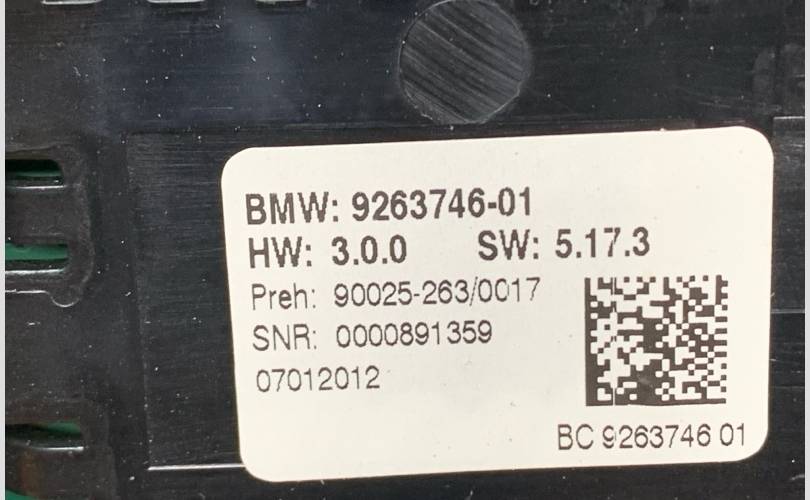 BMW: 9263746-01
HW: 3.0.0 SW: 5.17.3
Preh: 90025-263/0017
SNR: 0000891359
07012012
BC 9263746 01